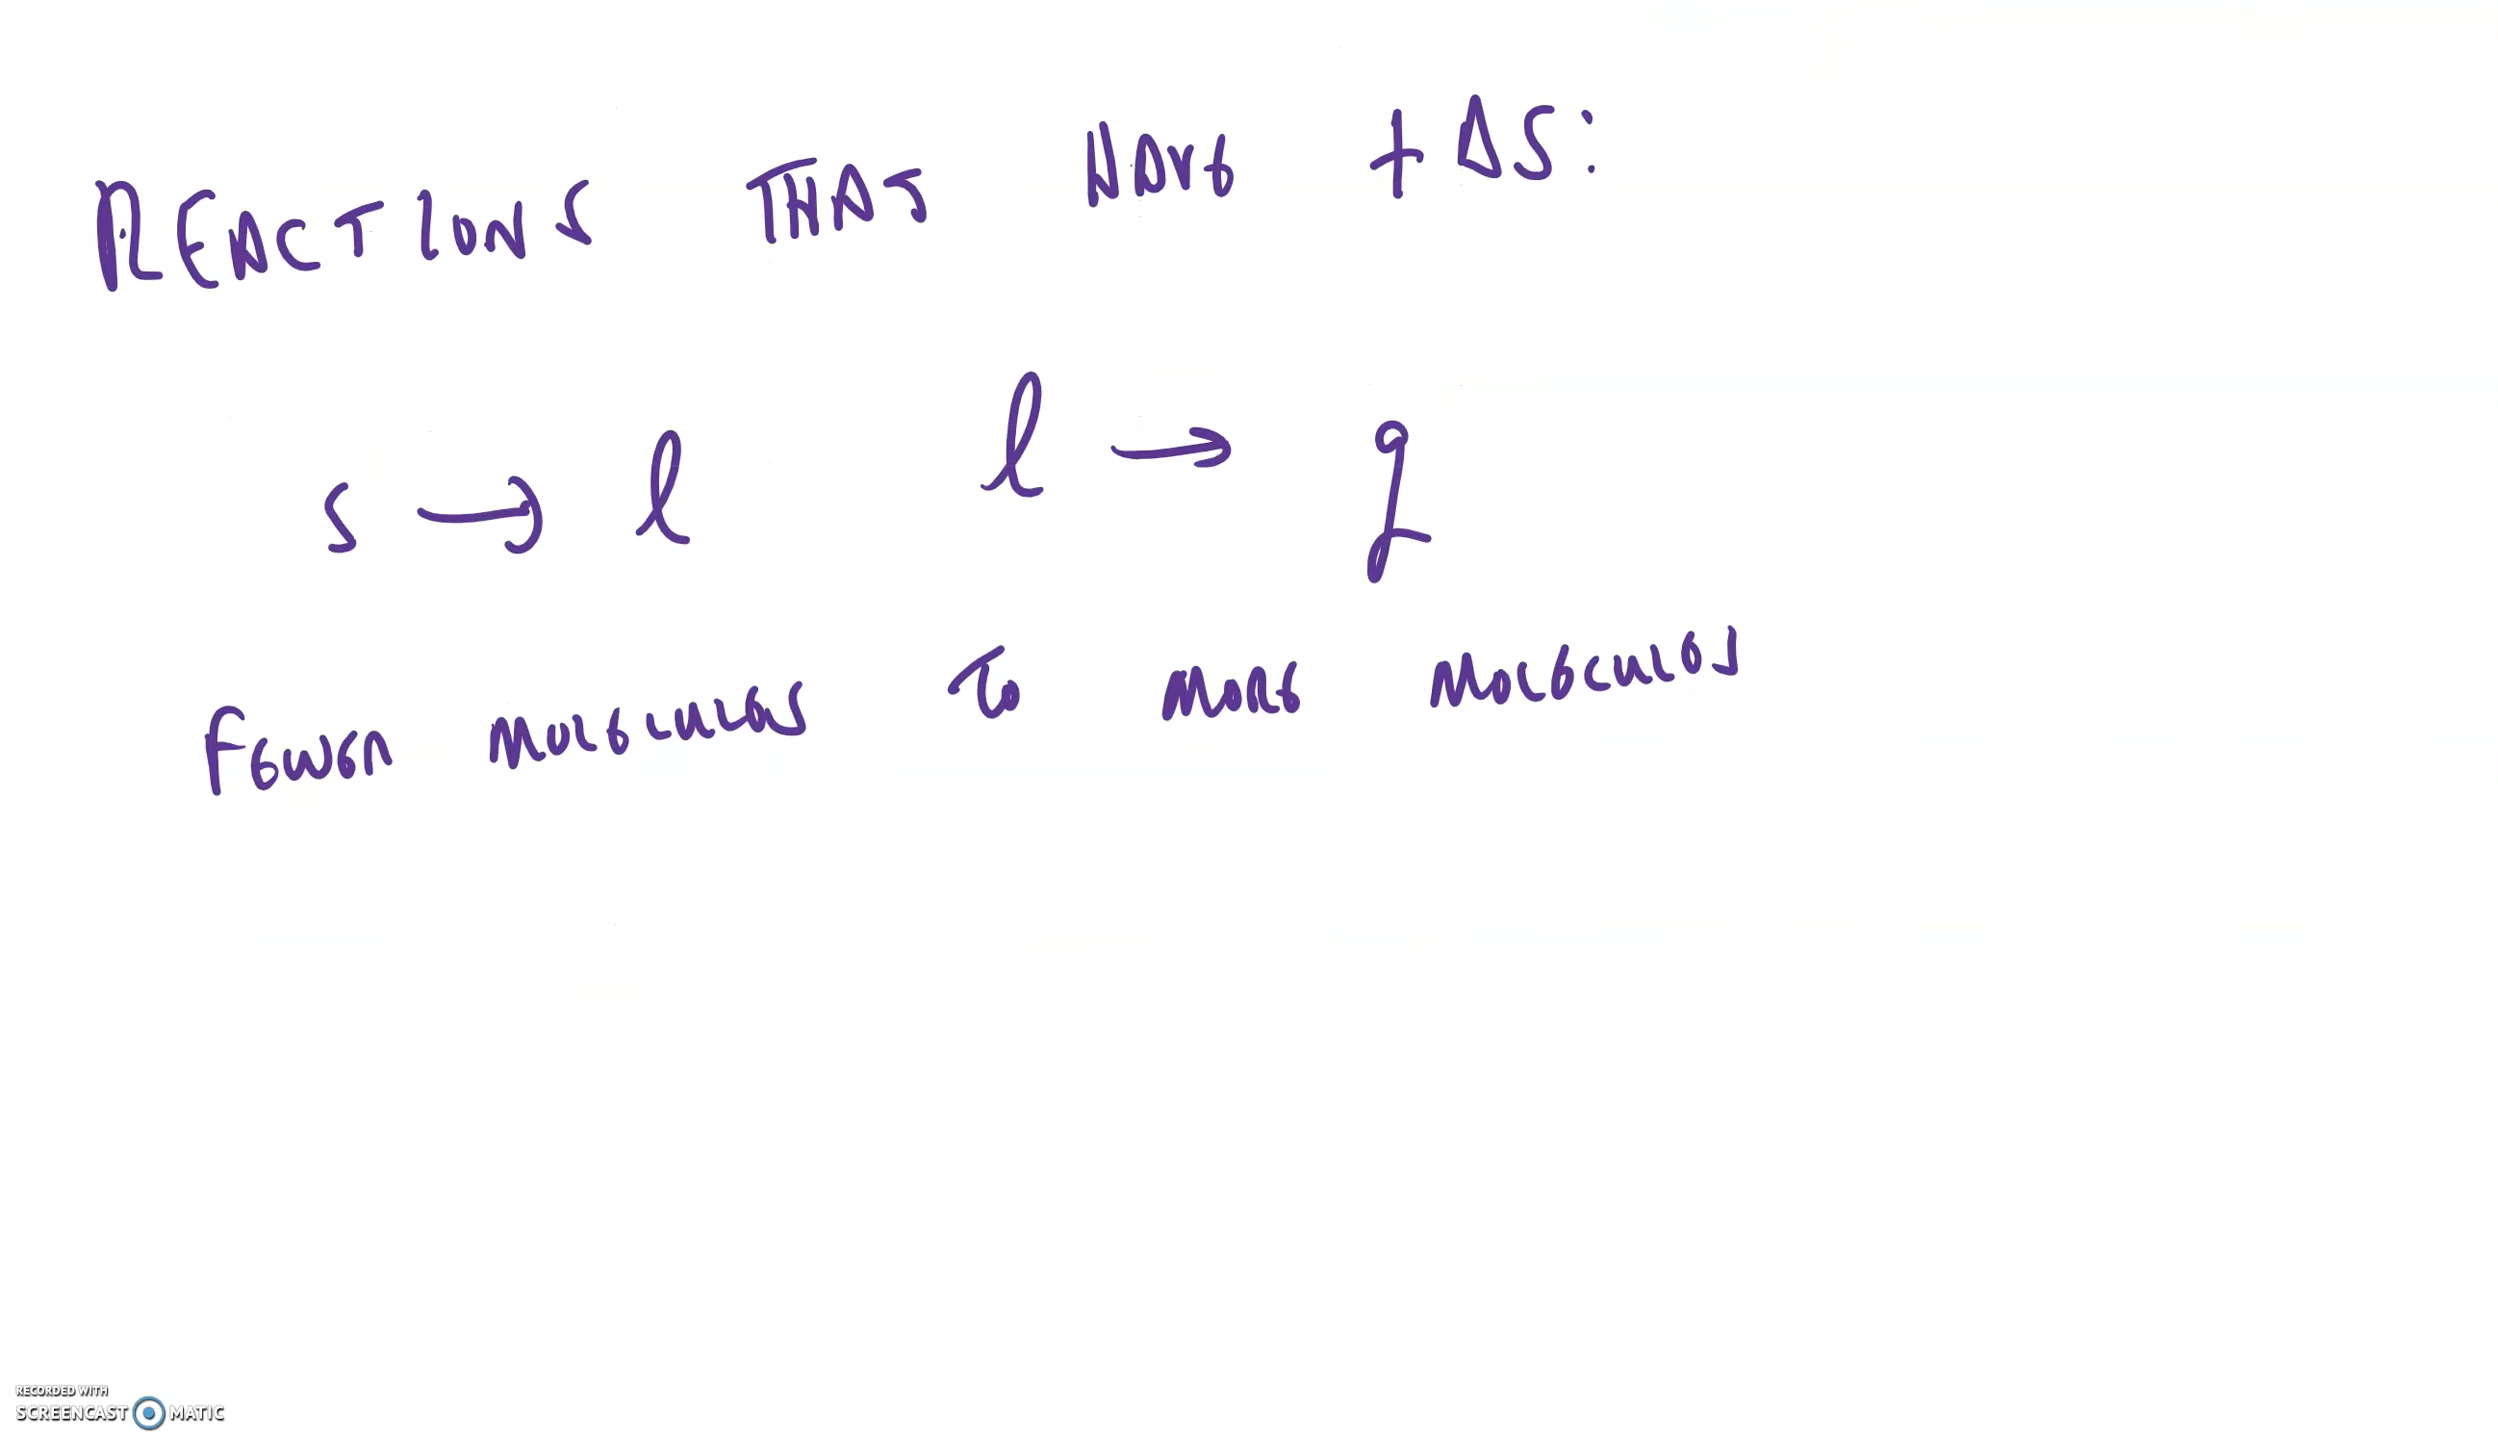 REACTIONS THAT HAVE + ΔS:
s → l l → g
FEWER MOLECULES TO MORE MOLECULES
RECORDED WITH
SCREENCAST MATIC